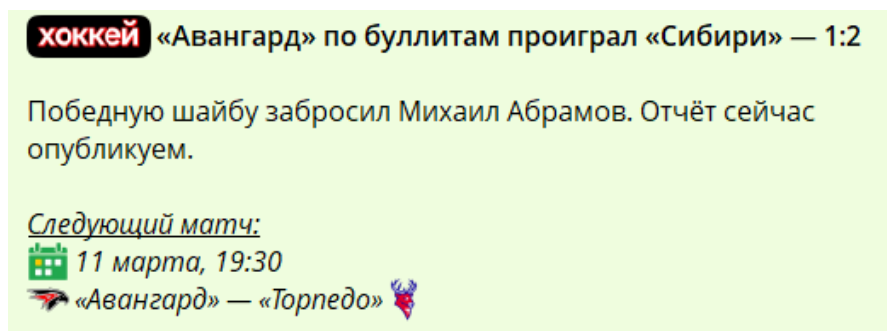 хоккей «Авангард» по буллитам проиграл «Сибири» — 1:2
Победную шайбу забросил Михаил Абрамов. Отчёт сейчас
опубликуем.
Следующий матч:
11 марта, 19:30
«Авангард» — «Торпедо»